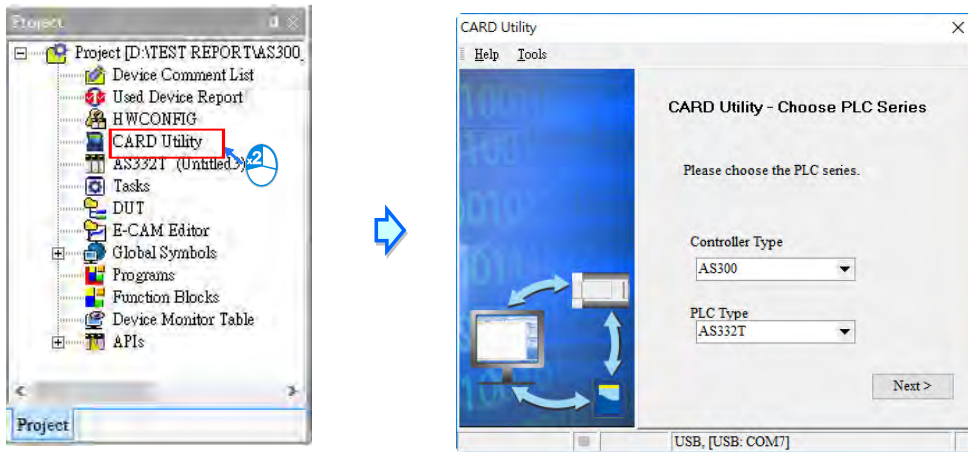 Project
Project [D:\TEST REPORT\AS300_
Device Comment List
Used Device Report
HWCONFIG
CARD Utility
x2
AS332T (Untitled3)
Tasks
DUT
E-CAM Editor
Global Symbols
Programs
Function Blocks
Device Monitor Table
APIs
Project
CARD Utility
Help Tools
CARD Utility - Choose PLC Series
Please choose the PLC series.
Controller Type
AS300
PLC Type
AS332T
Next >
USB, [USB: COM7]